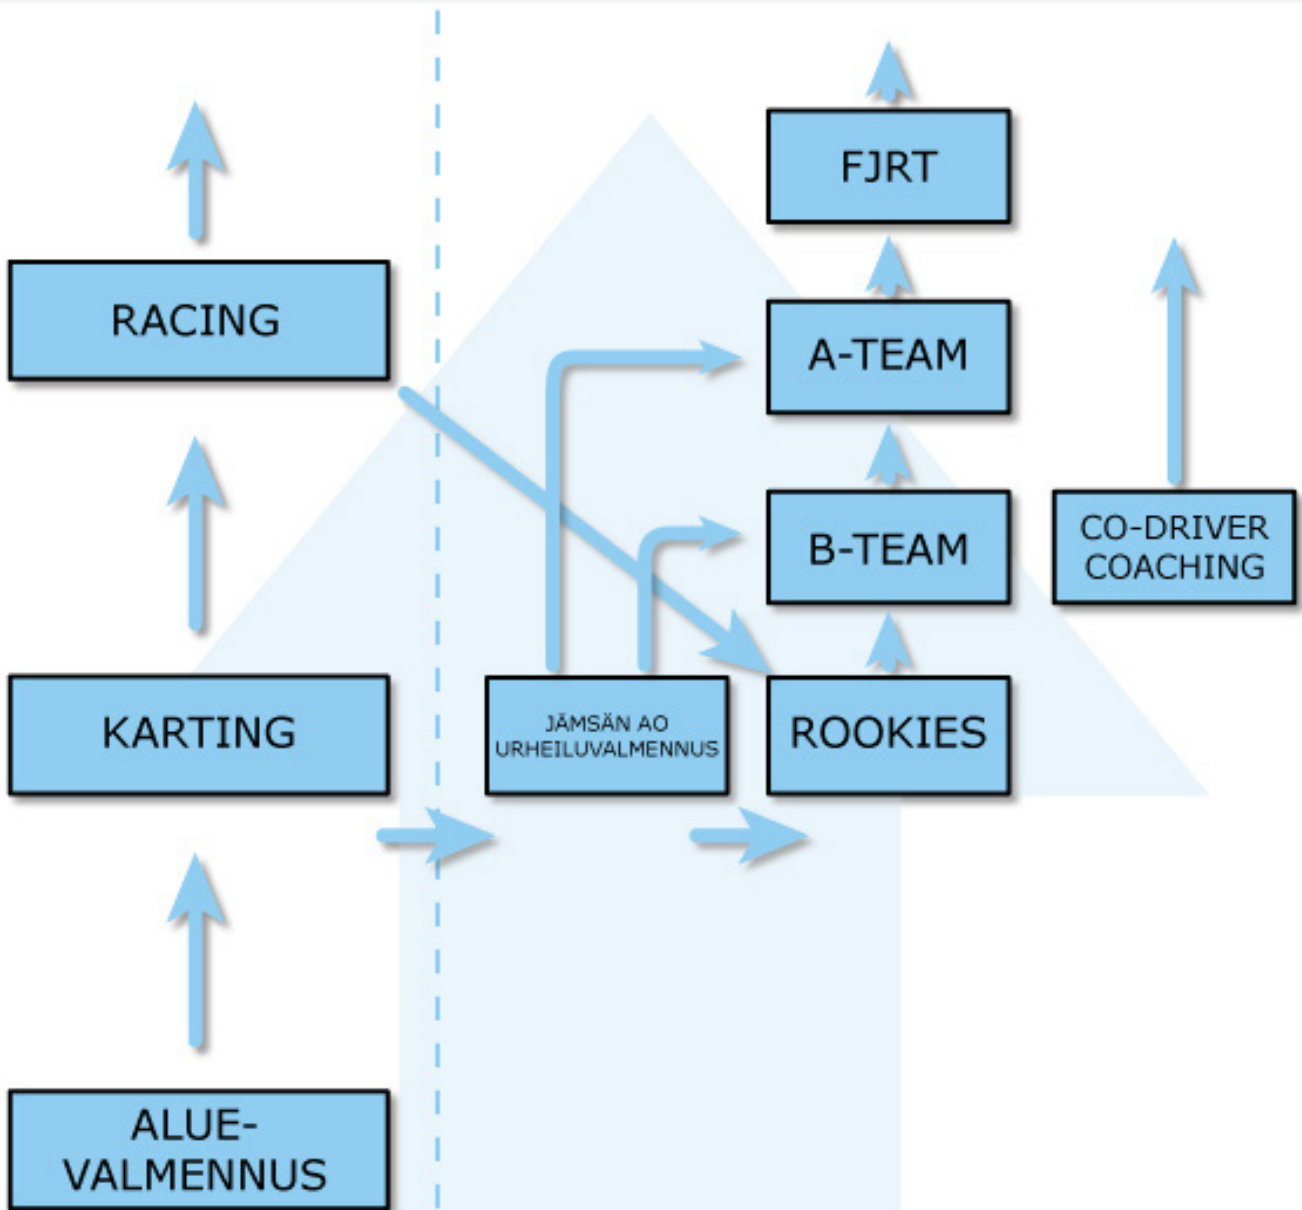 FJRT
RACING
A-TEAM
B-TEAM
CO-DRIVER
COACHING
KARTING
JÄMSÄN AO
URHEILUVALMENNUS
ROOKIES
ALUE-
VALMENNUS